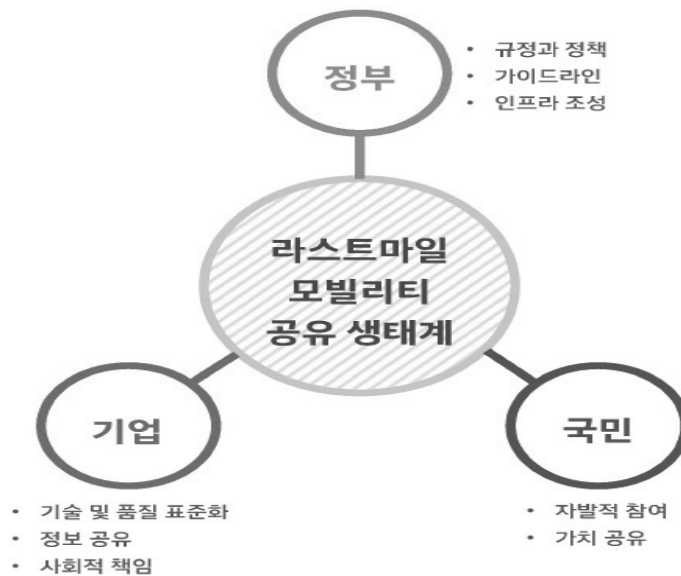 정부
• 규정과 정책
• 가이드라인
• 인프라 조성
라스트마일
모빌리티
공유 생태계
기업
• 기술 및 품질 표준화
• 정보 공유
• 사회적 책임
국민
• 자발적 참여
• 가치 공유